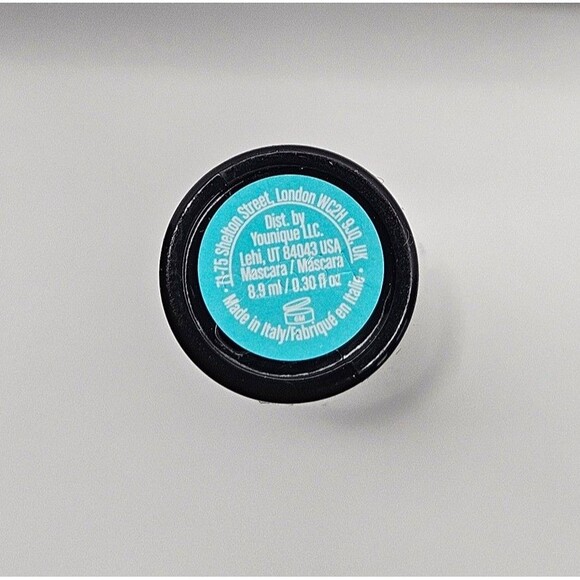 71-75 Shelton Street, London WC2H 9JQ, UK
Dist. by
Younique LLC.
Lehi, UT 84043 USA
Mascara / Máscara
8.9 ml / 0.30 fl oz
6M
• Made in Italy/Fabriqué en Italie •